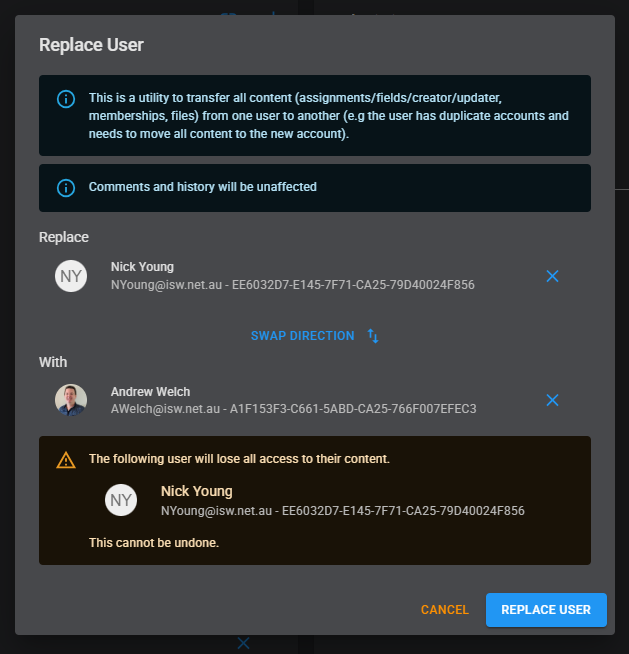 Replace User
This is a utility to transfer all content (assignments/fields/creator/updater,
memberships, files) from one user to another (e.g the user has duplicate accounts and
needs to move all content to the new account).
Comments and history will be unaffected
Replace
NY
Nick Young
NYoung@isw.net.au - EE6032D7-E145-7F71-CA25-79D40024F856
SWAP DIRECTION
With
Andrew Welch
AWelch@isw.net.au - A1F153F3-C661-5ABD-CA25-766F007EFEC3
The following user will lose all access to their content.
NY
Nick Young
NYoung@isw.net.au - EE6032D7-E145-7F71-CA25-79D40024F856
This cannot be undone.
CANCEL
REPLACE USER